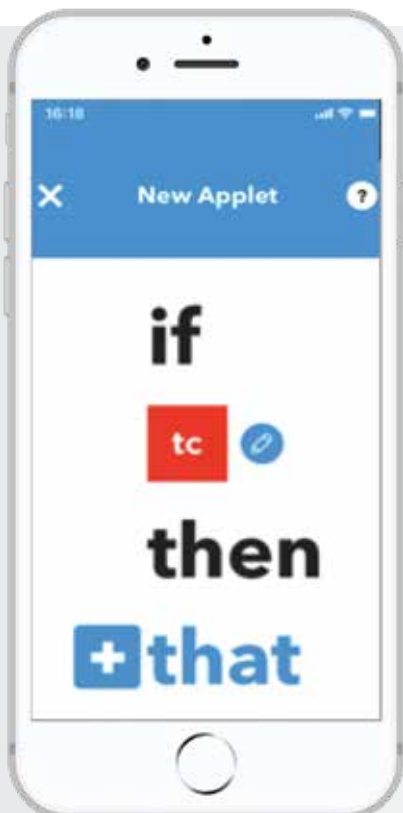 16:18
New Applet
?
if
tc
then
+that